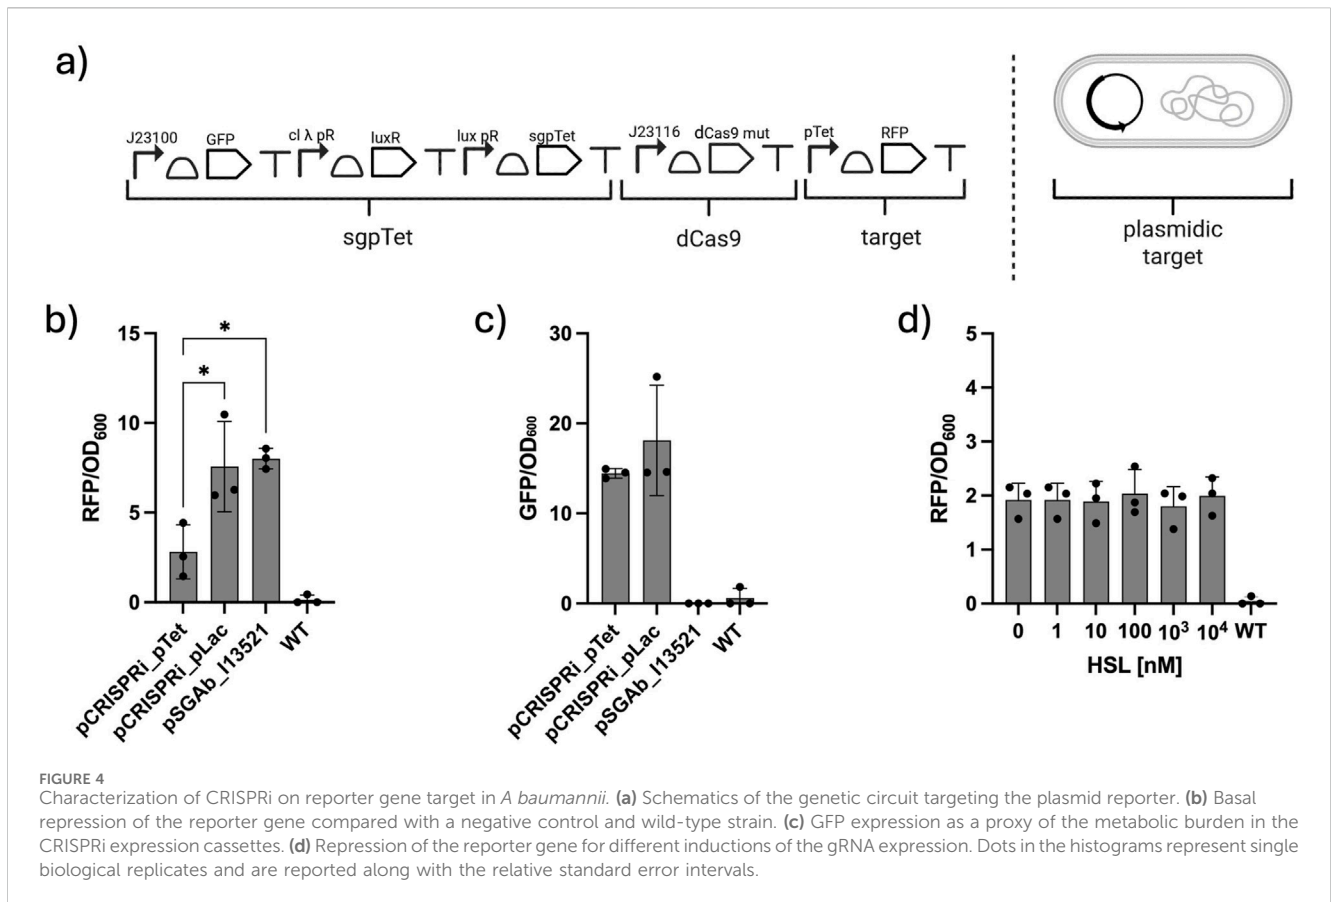 a)
J23100 GFP cl λ pR luxR lux pR sgpTet J23116 dCas9 mut pTet RFP
sgpTet dCas9 target
plasmidic
target
b)
RFP/OD600
15
10
5
0
*
*
pCRISPRi_pTet
pCRISPRi_pLac
pSGAb_I13521
WT
c)
GFP/OD600
30
20
10
0
pCRISPRi_pTet
pCRISPRi_pLac
pSGAb_I13521
WT
d)
RFP/OD600
5
4
3
2
1
0
0 1 10 100 10³ 10⁴ WT
HSL [nM]
FIGURE 4
Characterization of CRISPRi on reporter gene target in A baumannii. (a) Schematics of the genetic circuit targeting the plasmid reporter. (b) Basal
repression of the reporter gene compared with a negative control and wild-type strain. (c) GFP expression as a proxy of the metabolic burden in the
CRISPRi expression cassettes. (d) Repression of the reporter gene for different inductions of the gRNA expression. Dots in the histograms represent single
biological replicates and are reported along with the relative standard error intervals.